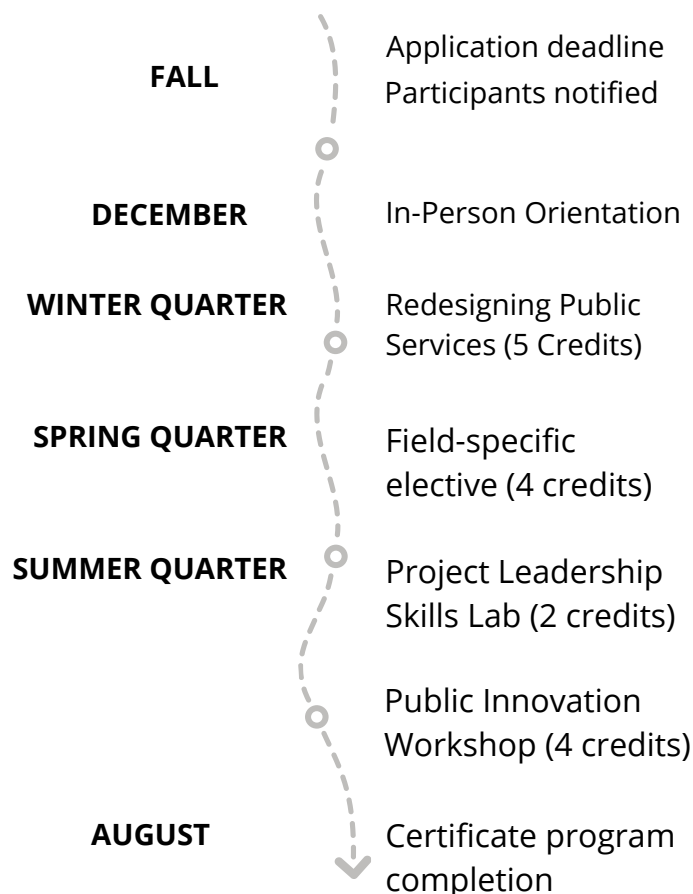 FALL
Application deadline
Participants notified
DECEMBER
In-Person Orientation
WINTER QUARTER
Redesigning Public
Services (5 Credits)
SPRING QUARTER
Field-specific
elective (4 credits)
SUMMER QUARTER
Project Leadership
Skills Lab (2 credits)
Public Innovation
Workshop (4 credits)
AUGUST
Certificate program
completion